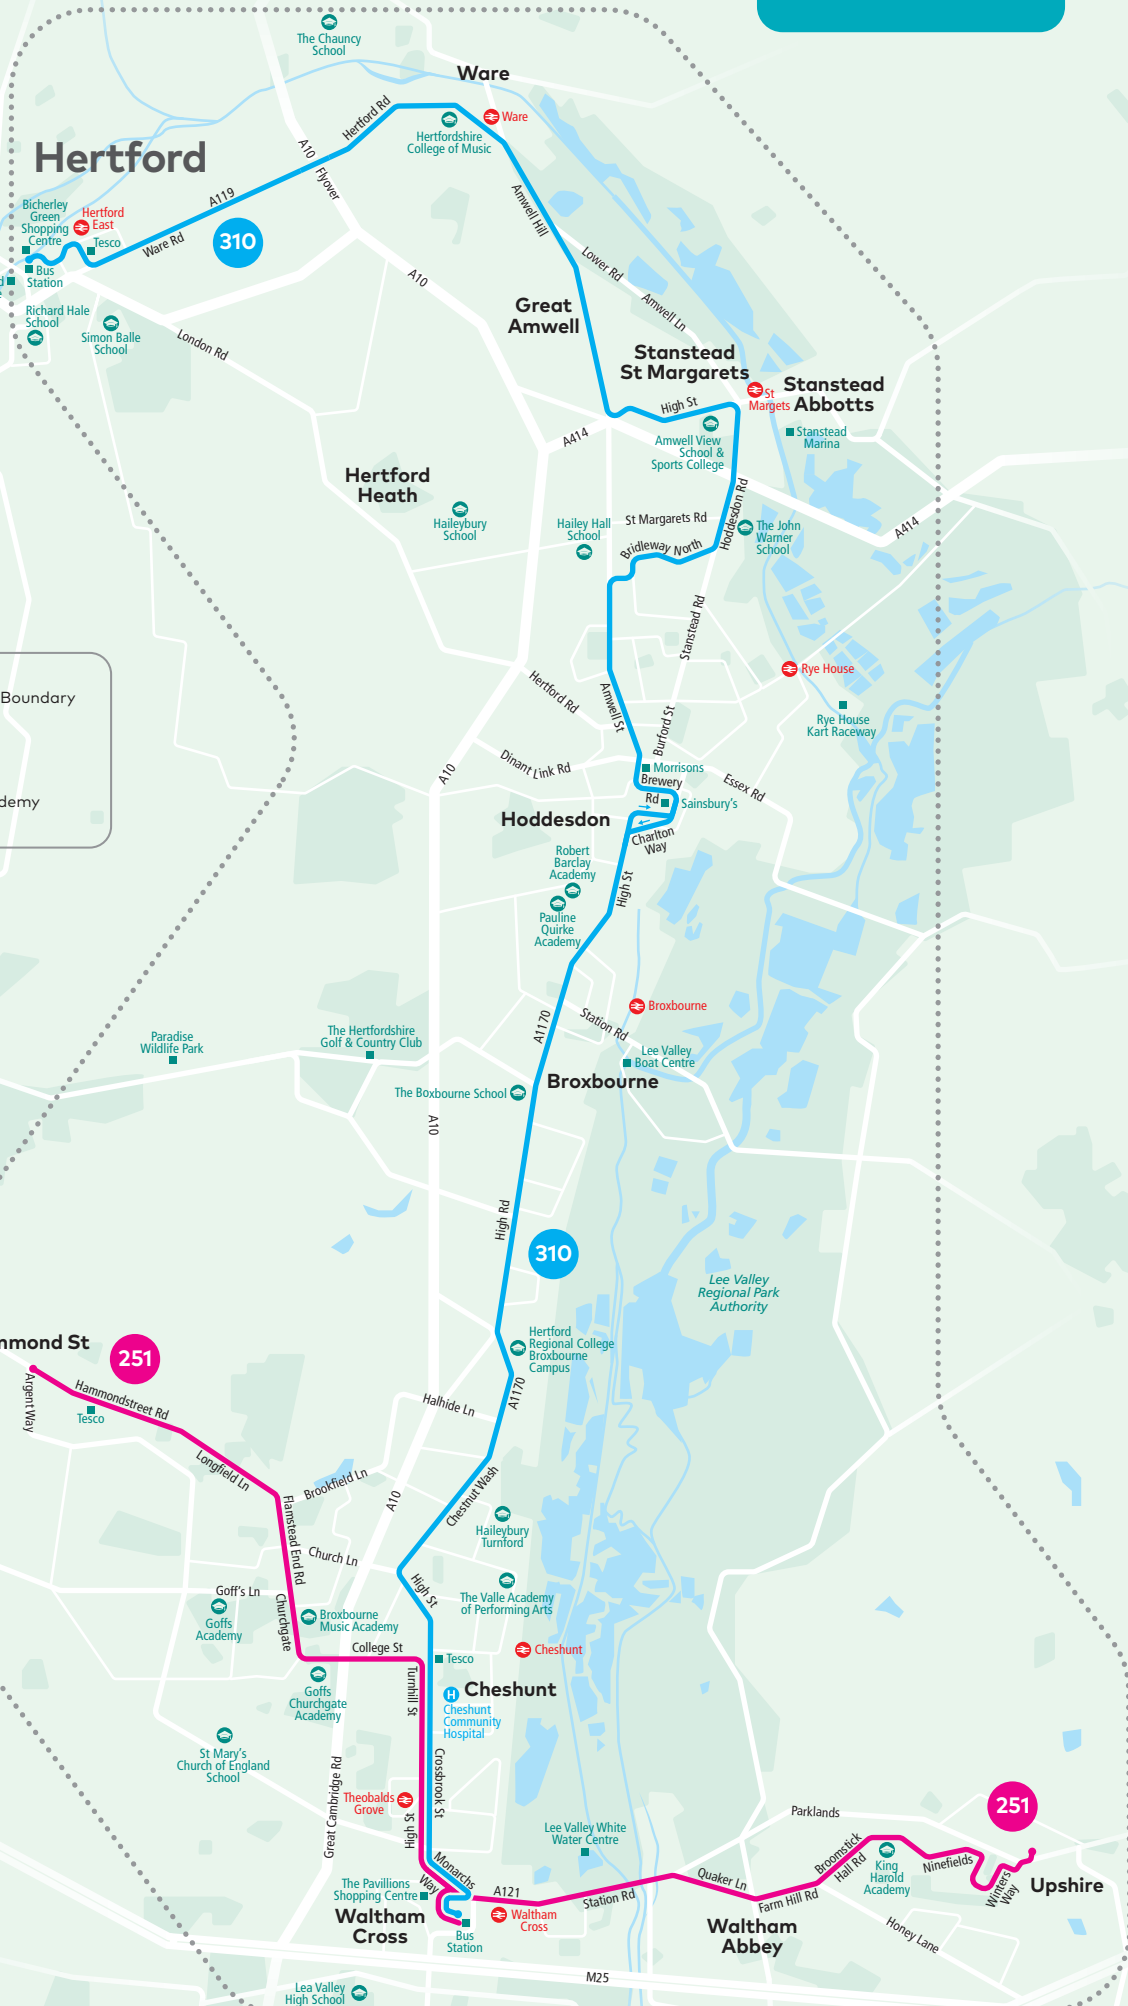 The Chauncy
School
Ware
Hertford Rd
Ware
Hertfordshire
College of Music
A10
Flyover
Hertford
A119
Amwell Hill
Bicherley
Green
Shopping
Centre
Hertford
East
Tesco
Ware Rd
310
Bus
Station
Lower Rd
A10
Amwell Ln
Richard Hale
School
Simon Balle
School
London Rd
Great
Amwell
Stanstead
St Margarets
Stanstead
Abbotts
St
Margets
High St
Stanstead
Marina
A414
Amwell View
School &
Sports College
Hertford
Heath
Haileybury
School
Hailey Hall
School
St Margarets Rd
Hoddesdon Rd
The John
Warner
School
A414
Bridleway North
Stanstead Rd
Rye House
Boundary
Hertford Rd
Amwell St
Burford St
Rye House
Kart Raceway
demy
A10
Dinant Link Rd
Morrisons
Brewery
Rd
Essex Rd
Sainsbury's
Hoddesdon
Charlton
Way
Robert
Barclay
Academy
High St
Pauline
Quirke
Academy
A1170
Broxbourne
Station Rd
Paradise
Wildlife Park
The Hertfordshire
Golf & Country Club
Lee Valley
Boat Centre
Broxbourne
The Boxbourne School
A10
High Rd
310
Lee Valley
Regional Park
Authority
mmond St
251
Hertford
Regional College
Broxbourne
Campus
Argent Way
Hammondstreet Rd
Tesco
A1170
Halhide Ln
Longfield Ln
Brookfield Ln
A10
Chestnut Wash
Flamstead End Rd
Haileybury
Turnford
Church Ln
Goff's Ln
Goffs
Academy
Churchgate
High St
The Valle Academy
of Performing Arts
Broxbourne
Music Academy
College St
Tesco
Cheshunt
Turnhill St
Goffs
Churchgate
Academy
Cheshunt
H
Cheshunt
Community
Hospital
St Mary's
Church of England
School
Great Cambridge Rd
Crossbrook St
Theobalds
Grove
High St
Lee Valley White
Water Centre
Parklands
251
Monarchs
Way
Broomstick
Hall Rd
King
Harold
Academy
Ninefields
Winters
Way
Upshire
The Pavillions
Shopping Centre
A121
Station Rd
Quaker Ln
Farm Hill Rd
Waltham
Cross
Waltham
Cross
Bus
Station
Waltham
Abbey
Honey Lane
M25
Lea Valley
High School